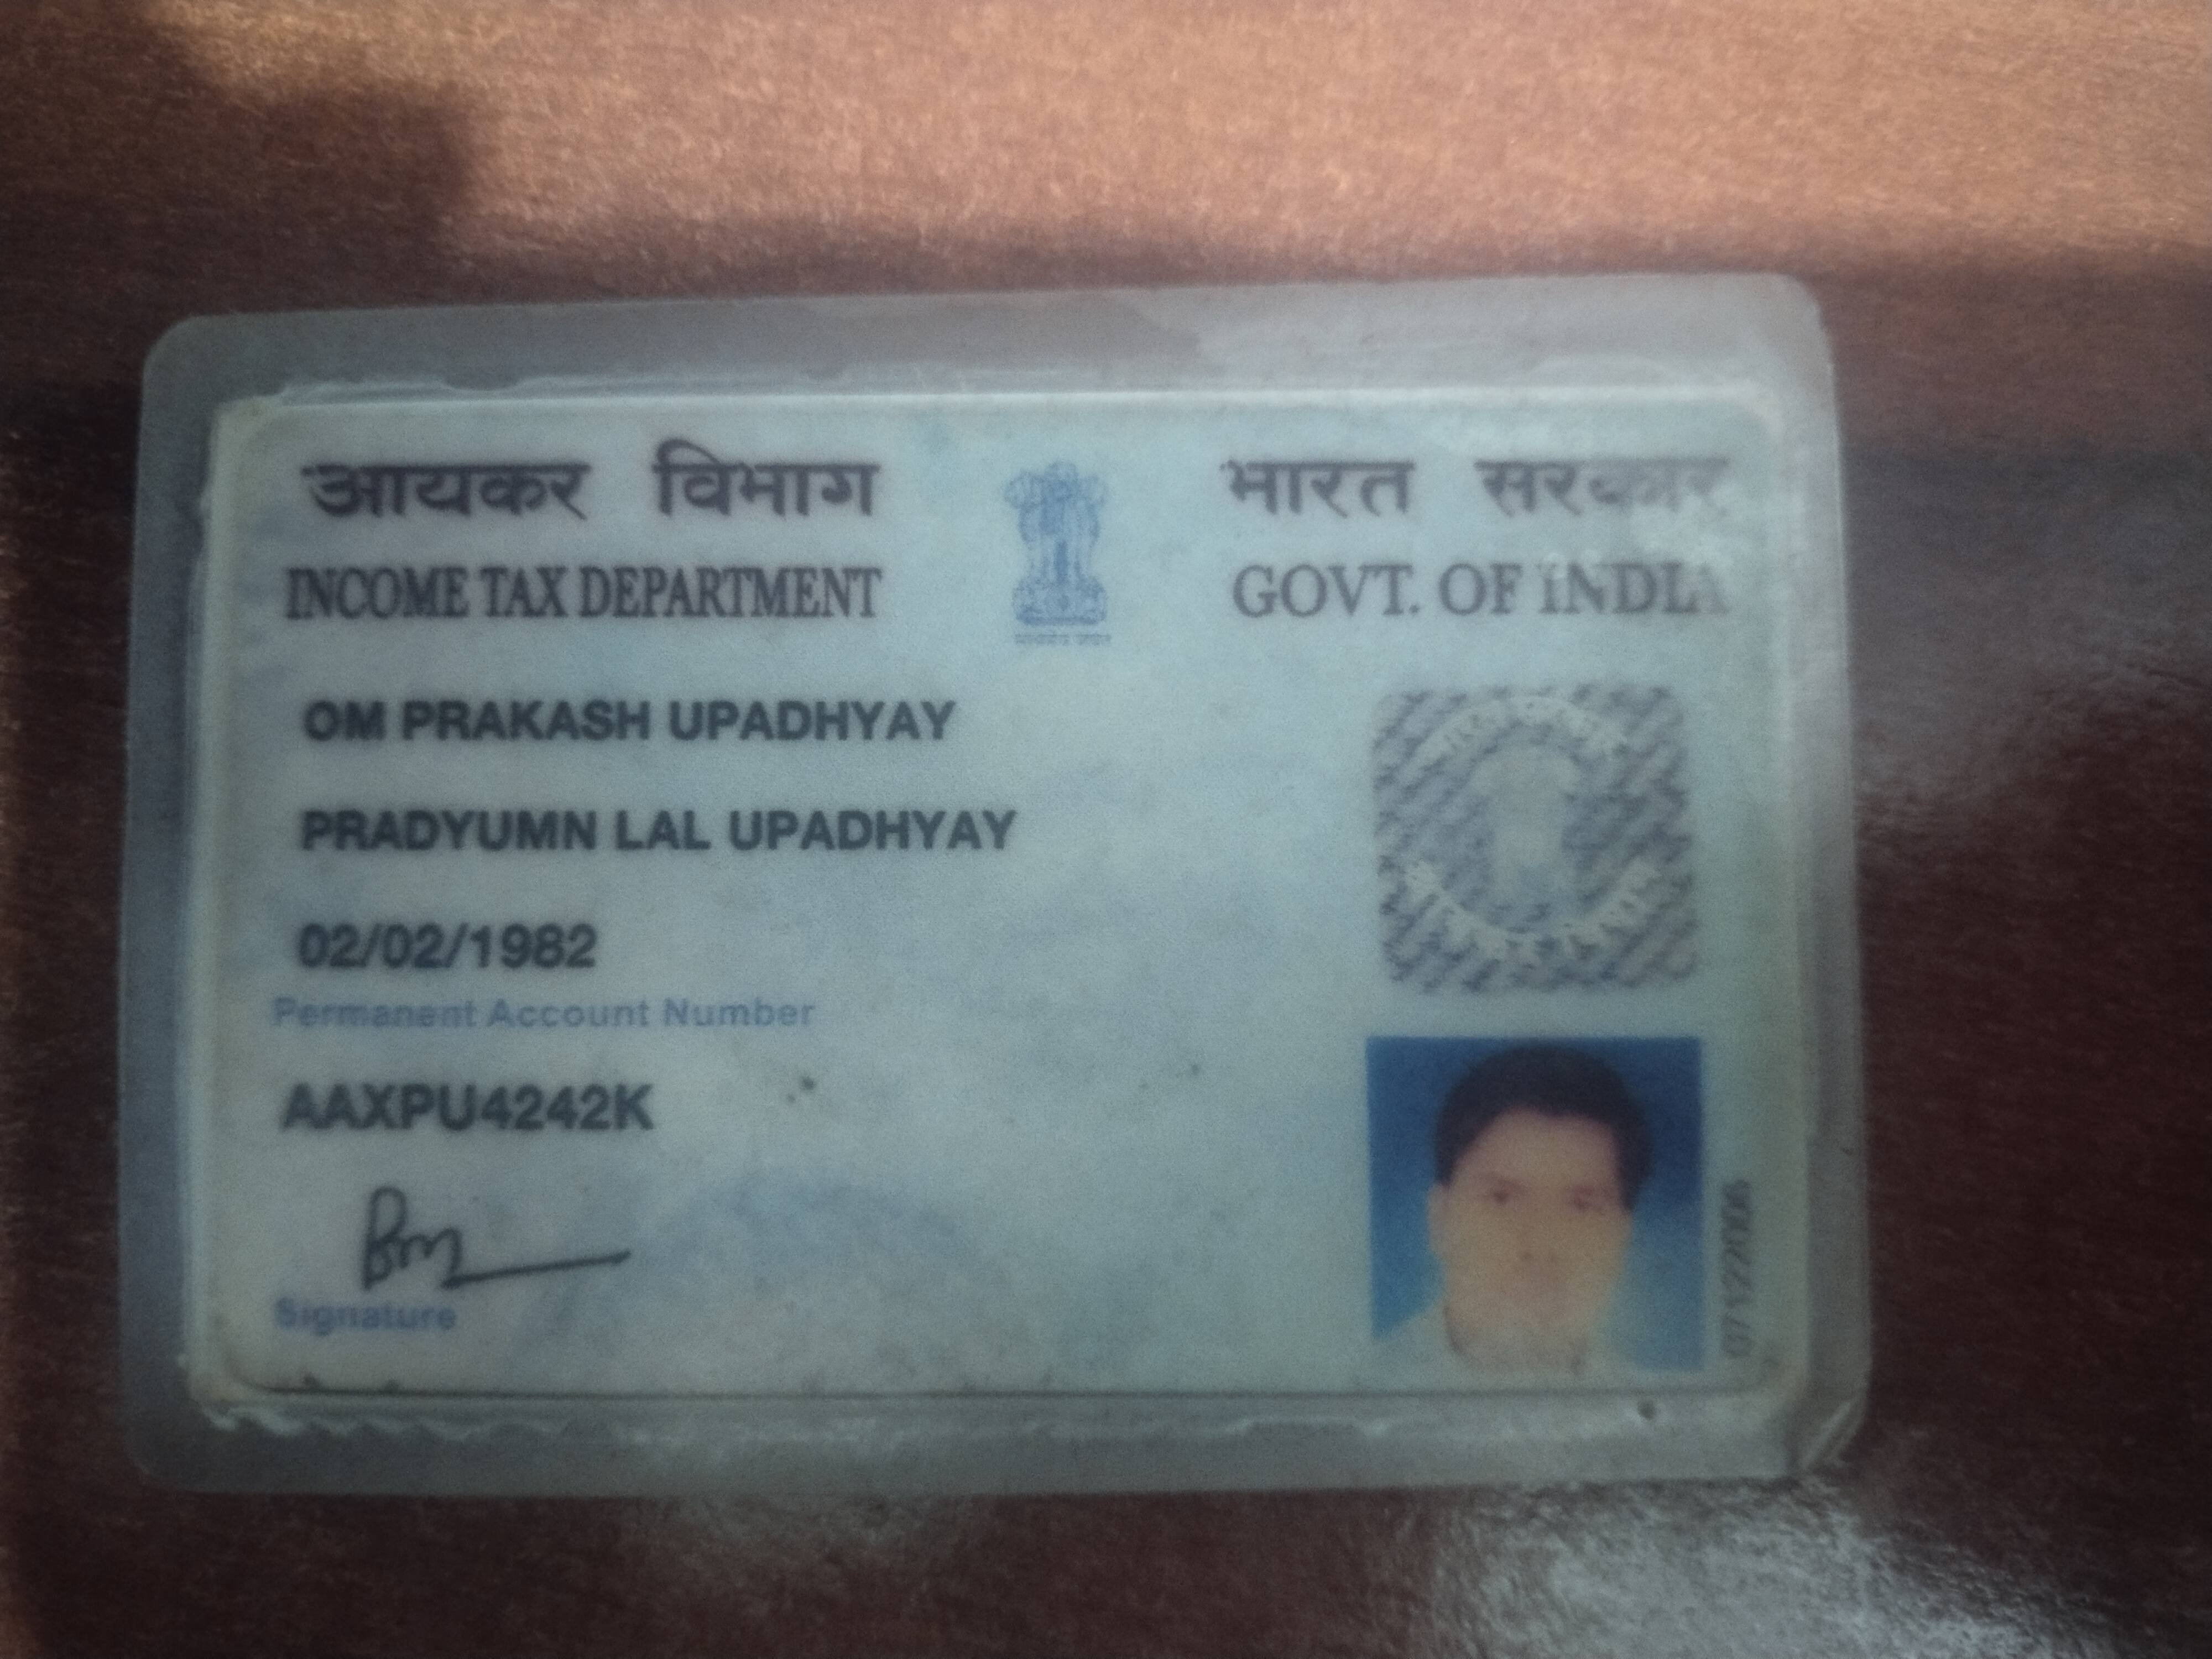 आयकर विभाग
INCOME TAX DEPARTMENT
भारत सरकार
GOVT. OF INDIA
OM PRAKASH UPADHYAY
PRADYUMN LAL UPADHYAY
02/02/1982
Permanent Account Number
AAXPU4242K
Signature